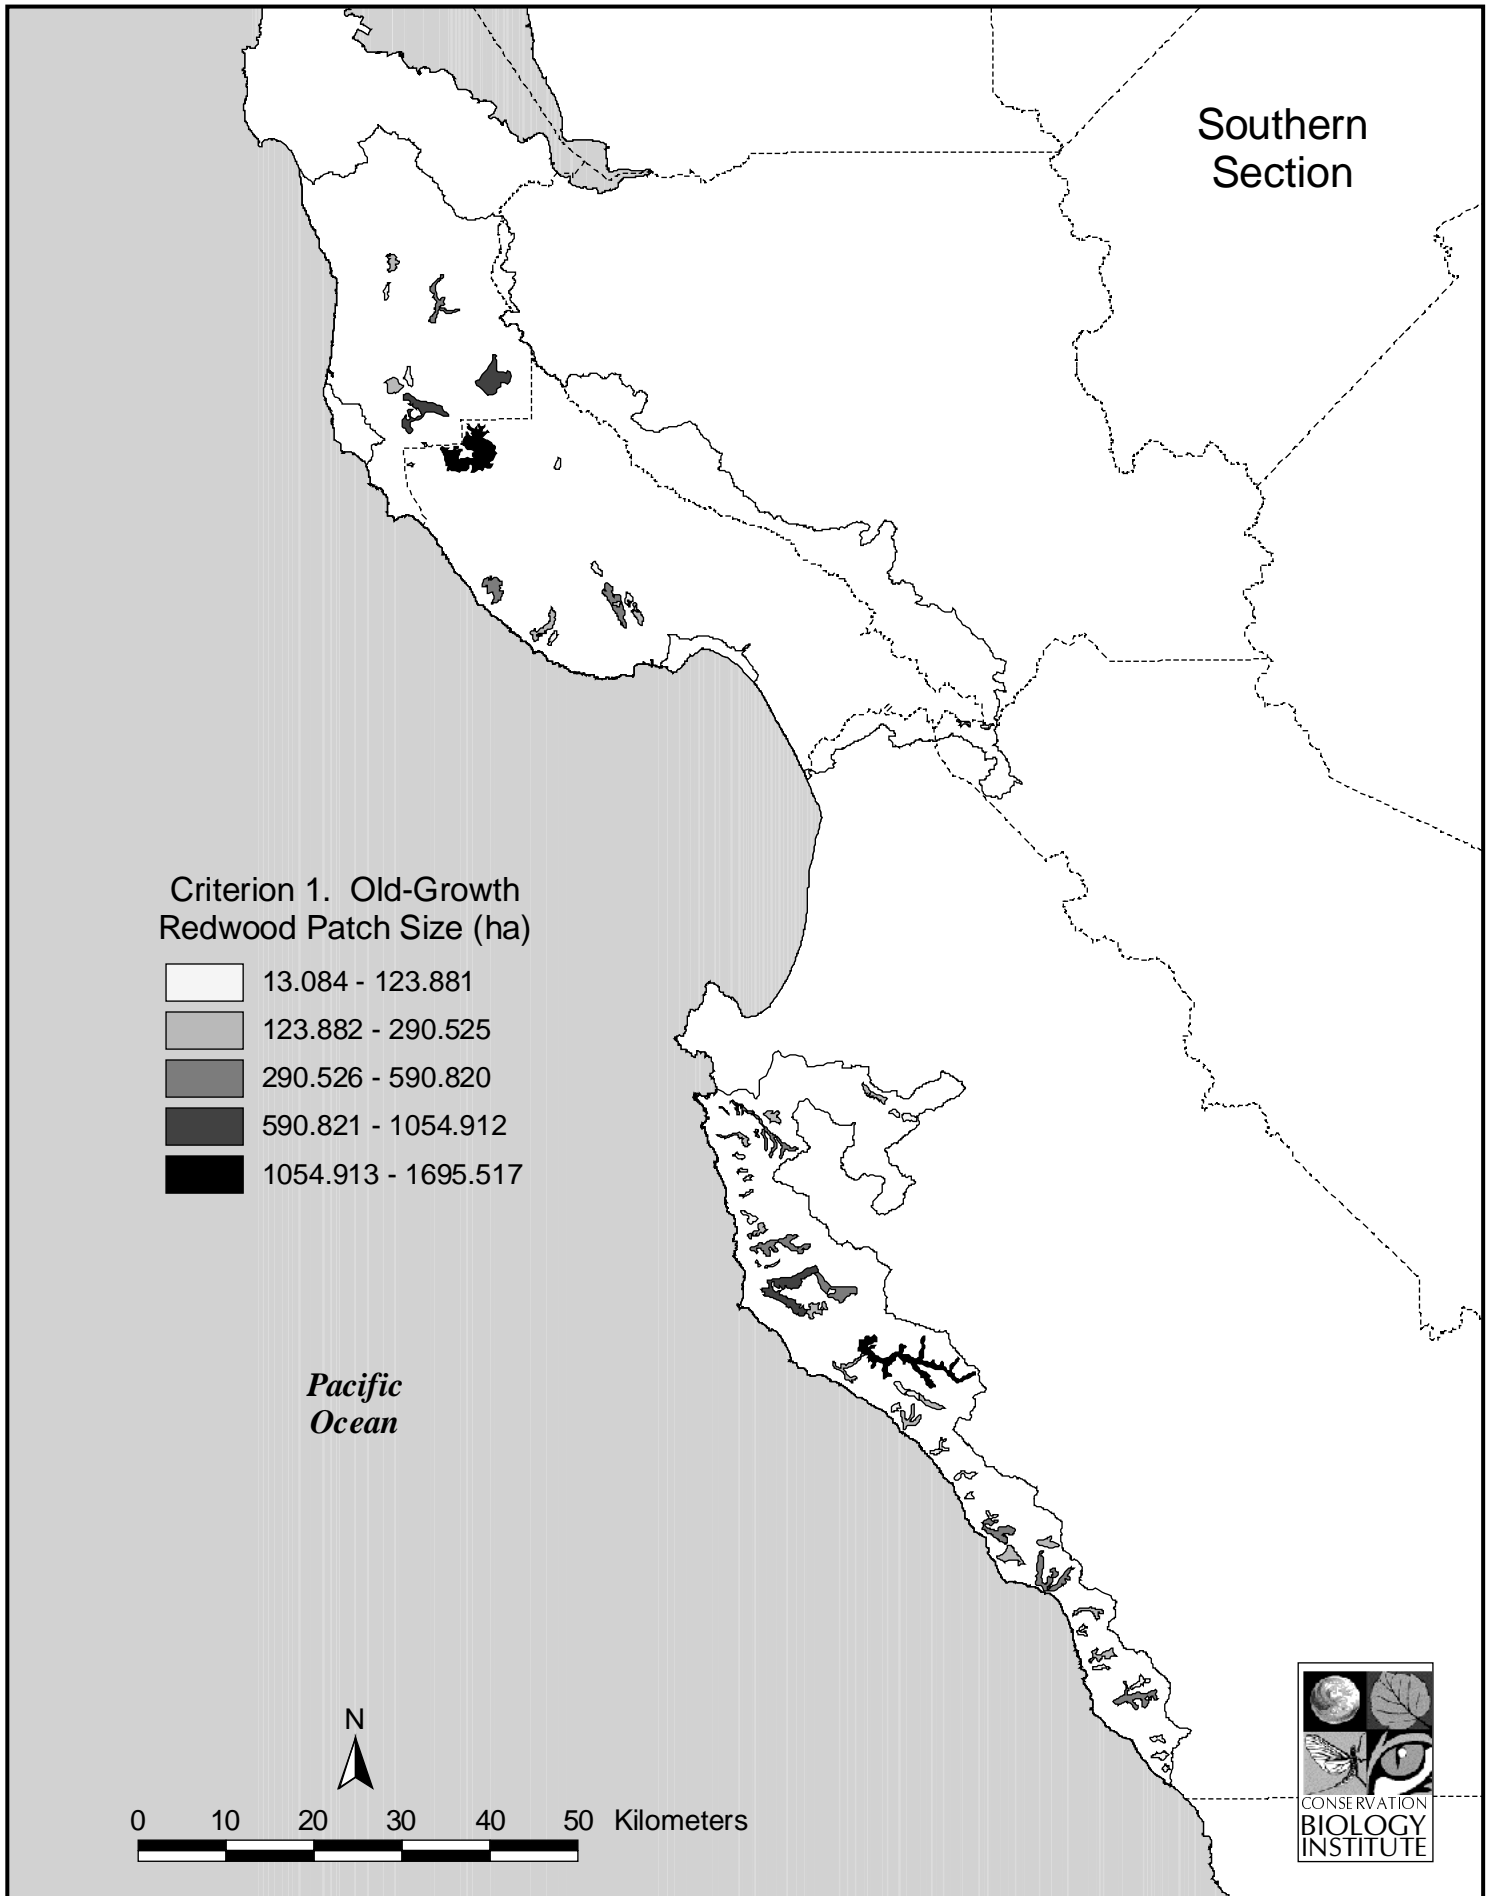 Southern
Section
Criterion 1.  Old-Growth
Redwood Patch Size (ha)
13.084 - 123.881
123.882 - 290.525
290.526 - 590.820
590.821 - 1054.912
1054.913 - 1695.517
Pacific
Ocean
N
0 10 20 30 40 50 Kilometers
CONSERVATION
BIOLOGY
INSTITUTE